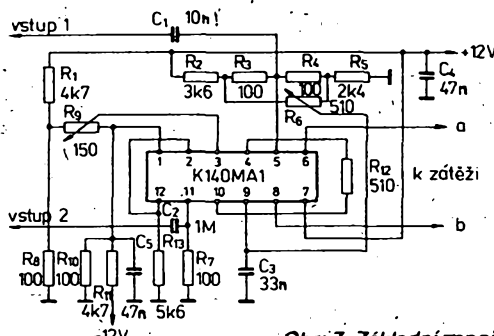 C1 10n!
vstup 1
+12V
R1
4k7
R2
3k6
R3
100
R4
100
R5
2k4
R6
510
C4
47n
R9
150
a
1 2 3 4 5 6
K140MA1
12 11 10 9 8 7
R12
510
k zátěži
vstup 2
C2
1M
b
R8
100
R10
100
R11
4k7
C5
47n
R13
5k6
R7
100
C3
33n
-12V